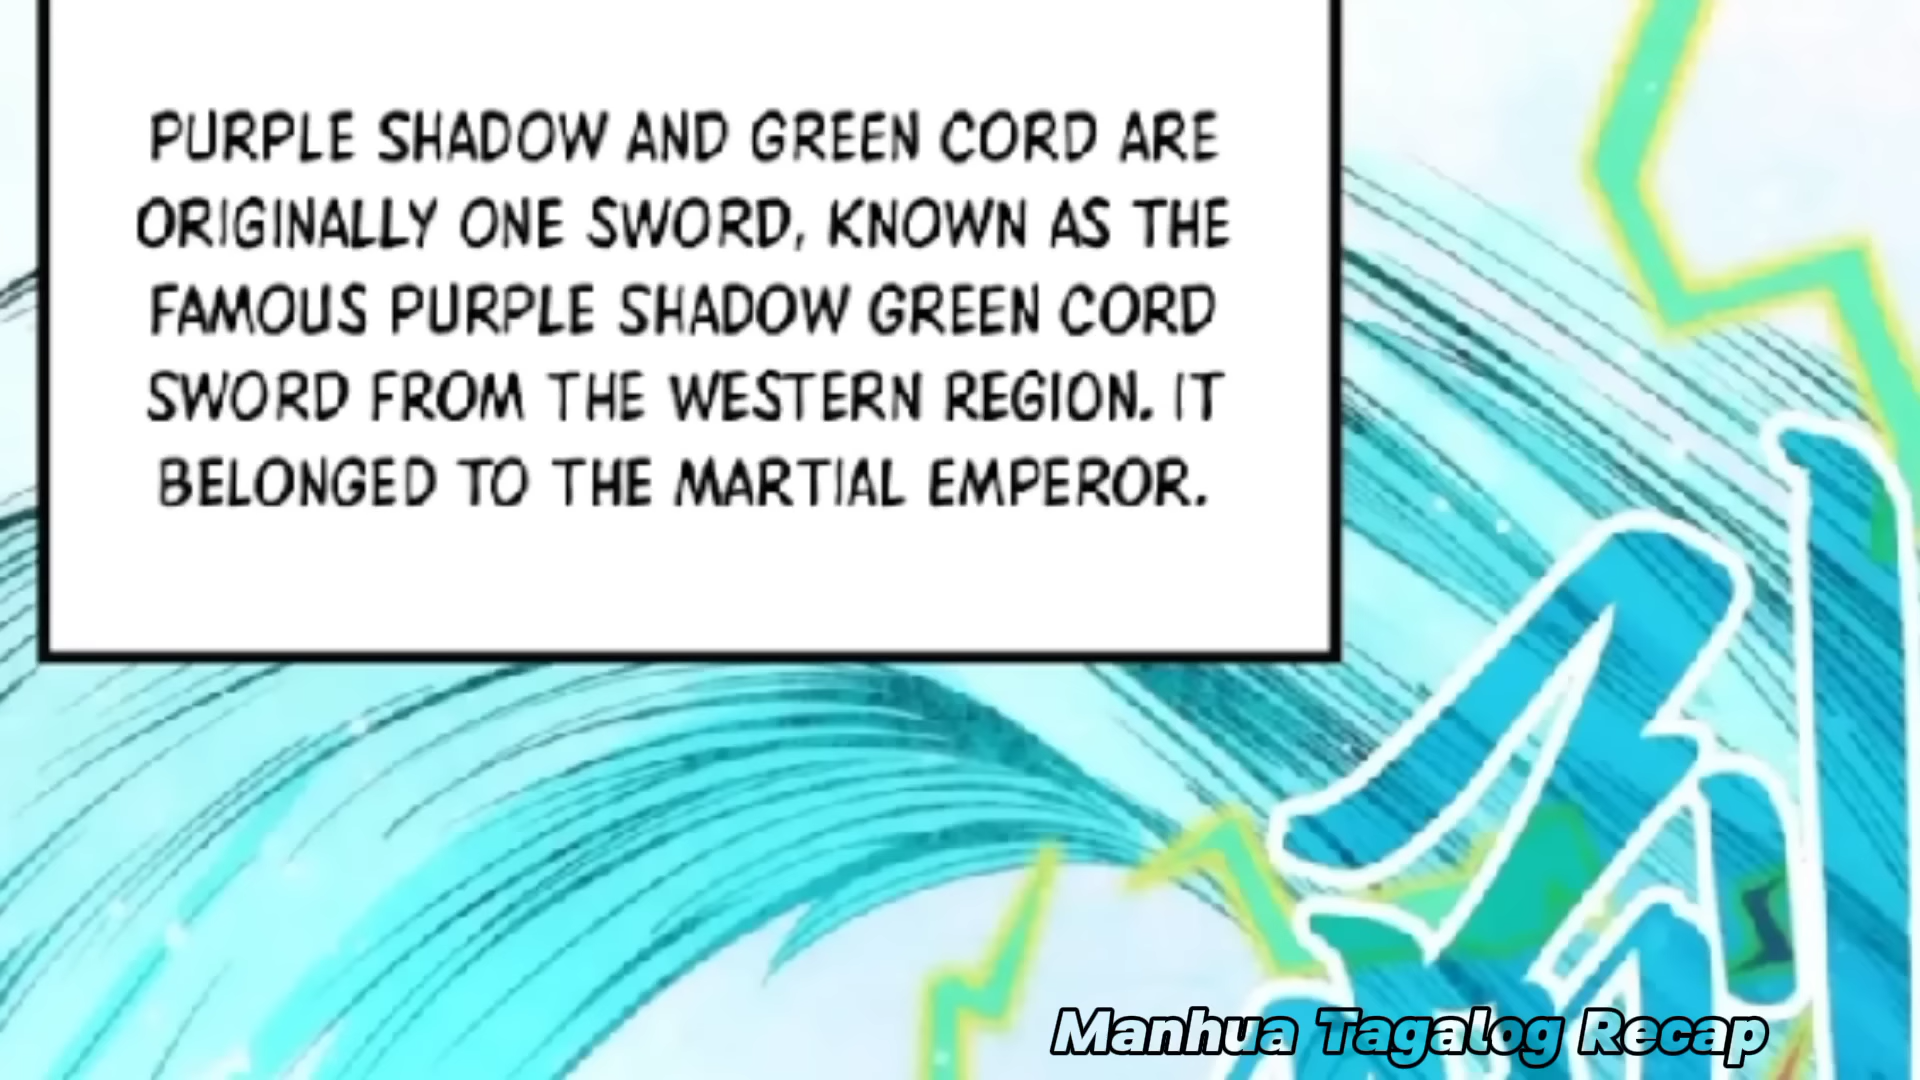 PURPLE SHADOW AND GREEN CORD ARE
ORIGINALLY ONE SWORD, KNOWN AS THE
FAMOUS PURPLE SHADOW GREEN CORD
SWORD FROM THE WESTERN REGION. IT
BELONGED TO THE MARTIAL EMPEROR.
Manhua Tagalog Recap